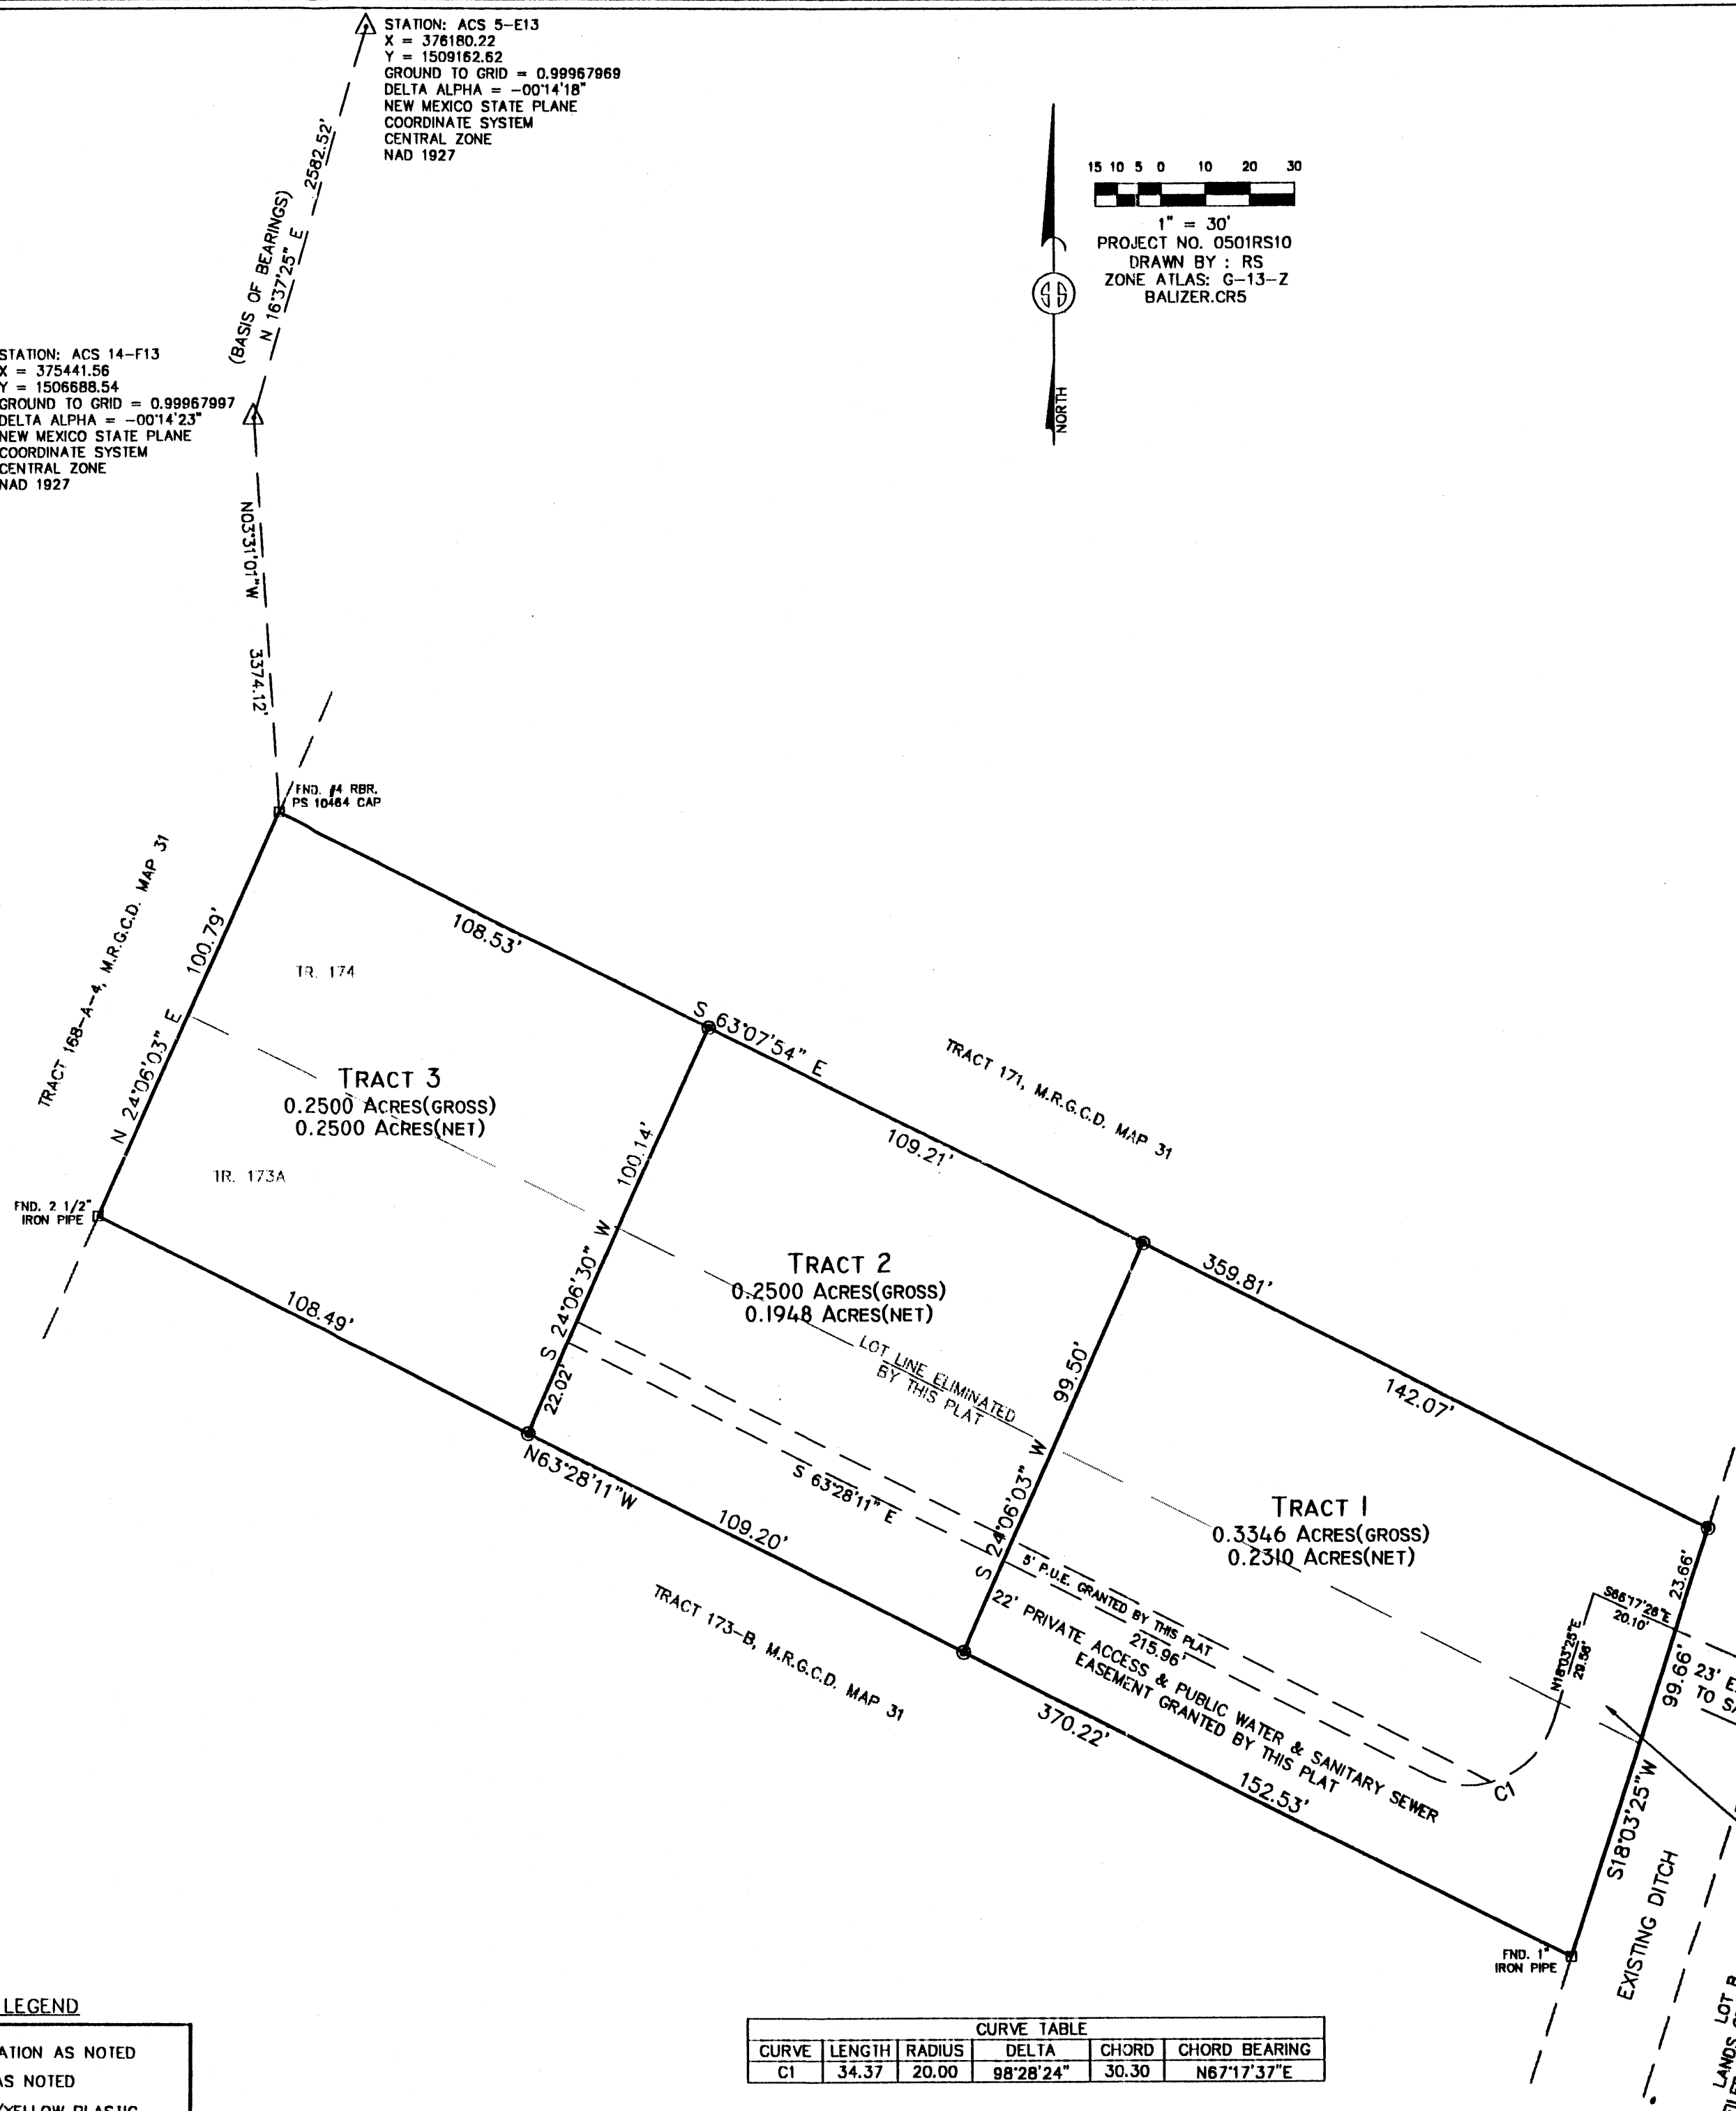 STATION: ACS 5-E13
X = 376180.22
Y = 1509162.62
GROUND TO GRID = 0.99967969
DELTA ALPHA = -00°14'18"
NEW MEXICO STATE PLANE
COORDINATE SYSTEM
CENTRAL ZONE
NAD 1927
(BASIS OF BEARINGS)
N 16°37'25" E 2582.52'
15 10 5 0 10 20 30
1" = 30'
PROJECT NO. 0501RS10
DRAWN BY : RS
ZONE ATLAS: G-13-Z
BALIZER.CR5
NORTH
STATION: ACS 14-F13
X = 375441.56
Y = 1506688.54
GROUND TO GRID = 0.99967997
DELTA ALPHA = -00°14'23"
NEW MEXICO STATE PLANE
COORDINATE SYSTEM
CENTRAL ZONE
NAD 1927
N03°31'01"W 3374.12'
FND. #4 RBR.
PS 10464 CAP
TRACT 168-A-4, M.R.G.C.D. MAP 31
N 24°06'03" E 100.79'
108.53'
TR. 174
S 63°07'54" E
TRACT 171, M.R.G.C.D. MAP 31
TRACT 3
0.2500 ACRES(GROSS)
0.2500 ACRES(NET)
TR. 173A
FND. 2 1/2"
IRON PIPE
108.49'
S 24°06'30" W 100.14'
22.02'
109.21'
TRACT 2
0.2500 ACRES(GROSS)
0.1948 ACRES(NET)
LOT LINE ELIMINATED
BY THIS PLAT
359.81'
142.07'
S 24°06'03" W 99.50'
N63°28'11"W
S 63°28'11" E
109.20'
TRACT 173-B, M.R.G.C.D. MAP 31
TRACT 1
0.3346 ACRES(GROSS)
0.2310 ACRES(NET)
5' P.U.E. GRANTED BY THIS PLAT
215.96'
22' PRIVATE ACCESS & PUBLIC WATER & SANITARY SEWER
EASEMENT GRANTED BY THIS PLAT
370.22'
152.53'
C1
N18°03'25"E
29.56'
20.10'
23.66'
99.66'
S18°03'25"W
23' E
TO SA
EXISTING DITCH
FND. 1"
IRON PIPE
LOT B
LANDS
LEGEND
ATION AS NOTED
AS NOTED
/YELLOW PLASTIC
CURVE TABLE
CURVE LENGTH RADIUS DELTA CHORD CHORD BEARING
C1 34.37 20.00 98°28'24" 30.30 N67°17'37"E